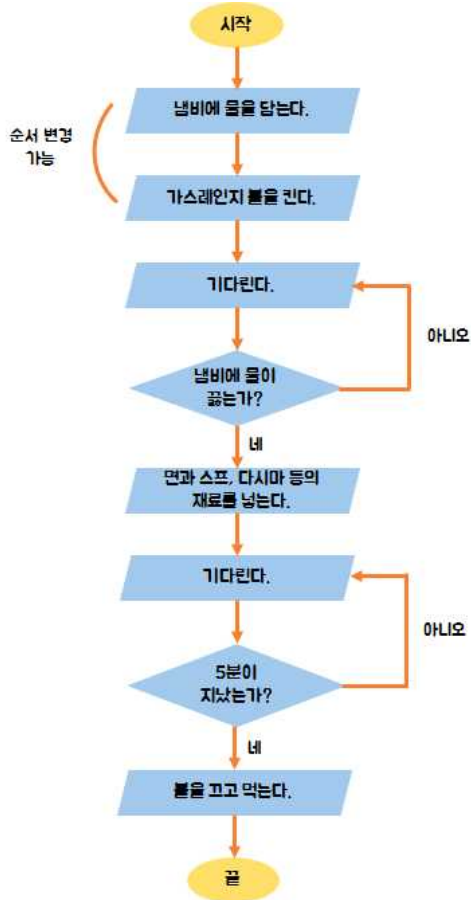 시작
냄비에 물을 담는다.
순서 변경
가능
가스레인지 불을 킨다.
기다린다.
아니오
냄비에 물이
끓는가?
네
면과 스프, 다시마 등의
재료를 넣는다.
기다린다.
아니오
5분이
지났는가?
네
불을 끄고 먹는다.
끝